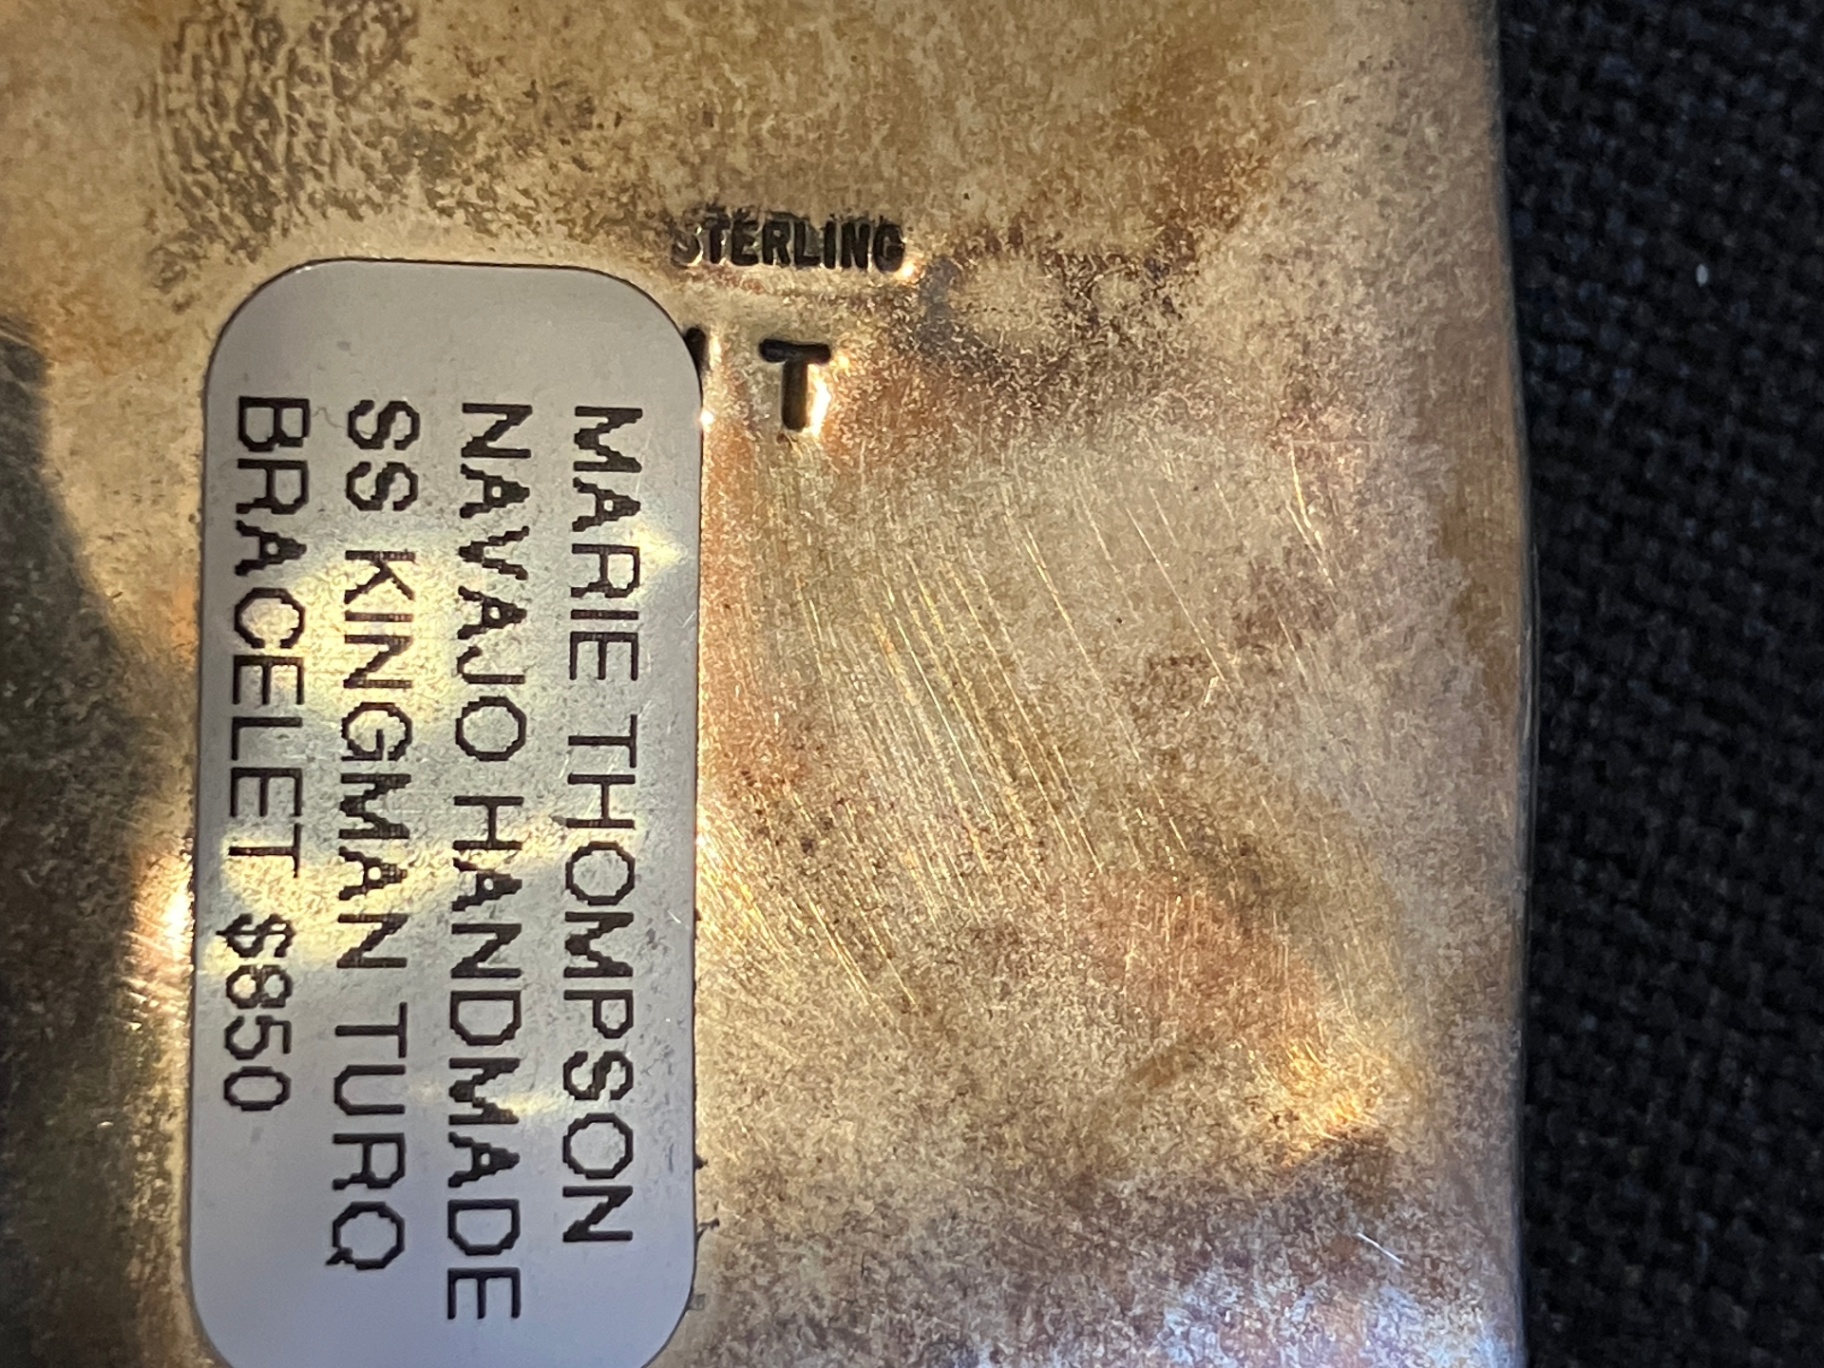 STERLING
T
MARIE THOMPSON
NAVAJO HANDMADE
SS KINGMAN TURQ
BRACELET $850